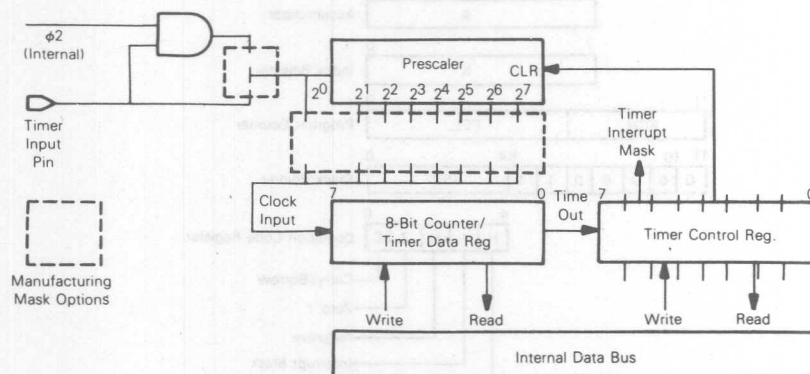 φ2
(Internal)
Timer
Input
Pin
Manufacturing
Mask Options
Prescaler
CLR
2⁰ 2¹ 2² 2³ 2⁴ 2⁵ 2⁶ 2⁷
Timer
Interrupt
Mask
Clock
Input
7 0
8-Bit Counter/
Timer Data Reg
Time
Out
7 0
Timer Control Reg.
Write Read Write Read
Internal Data Bus